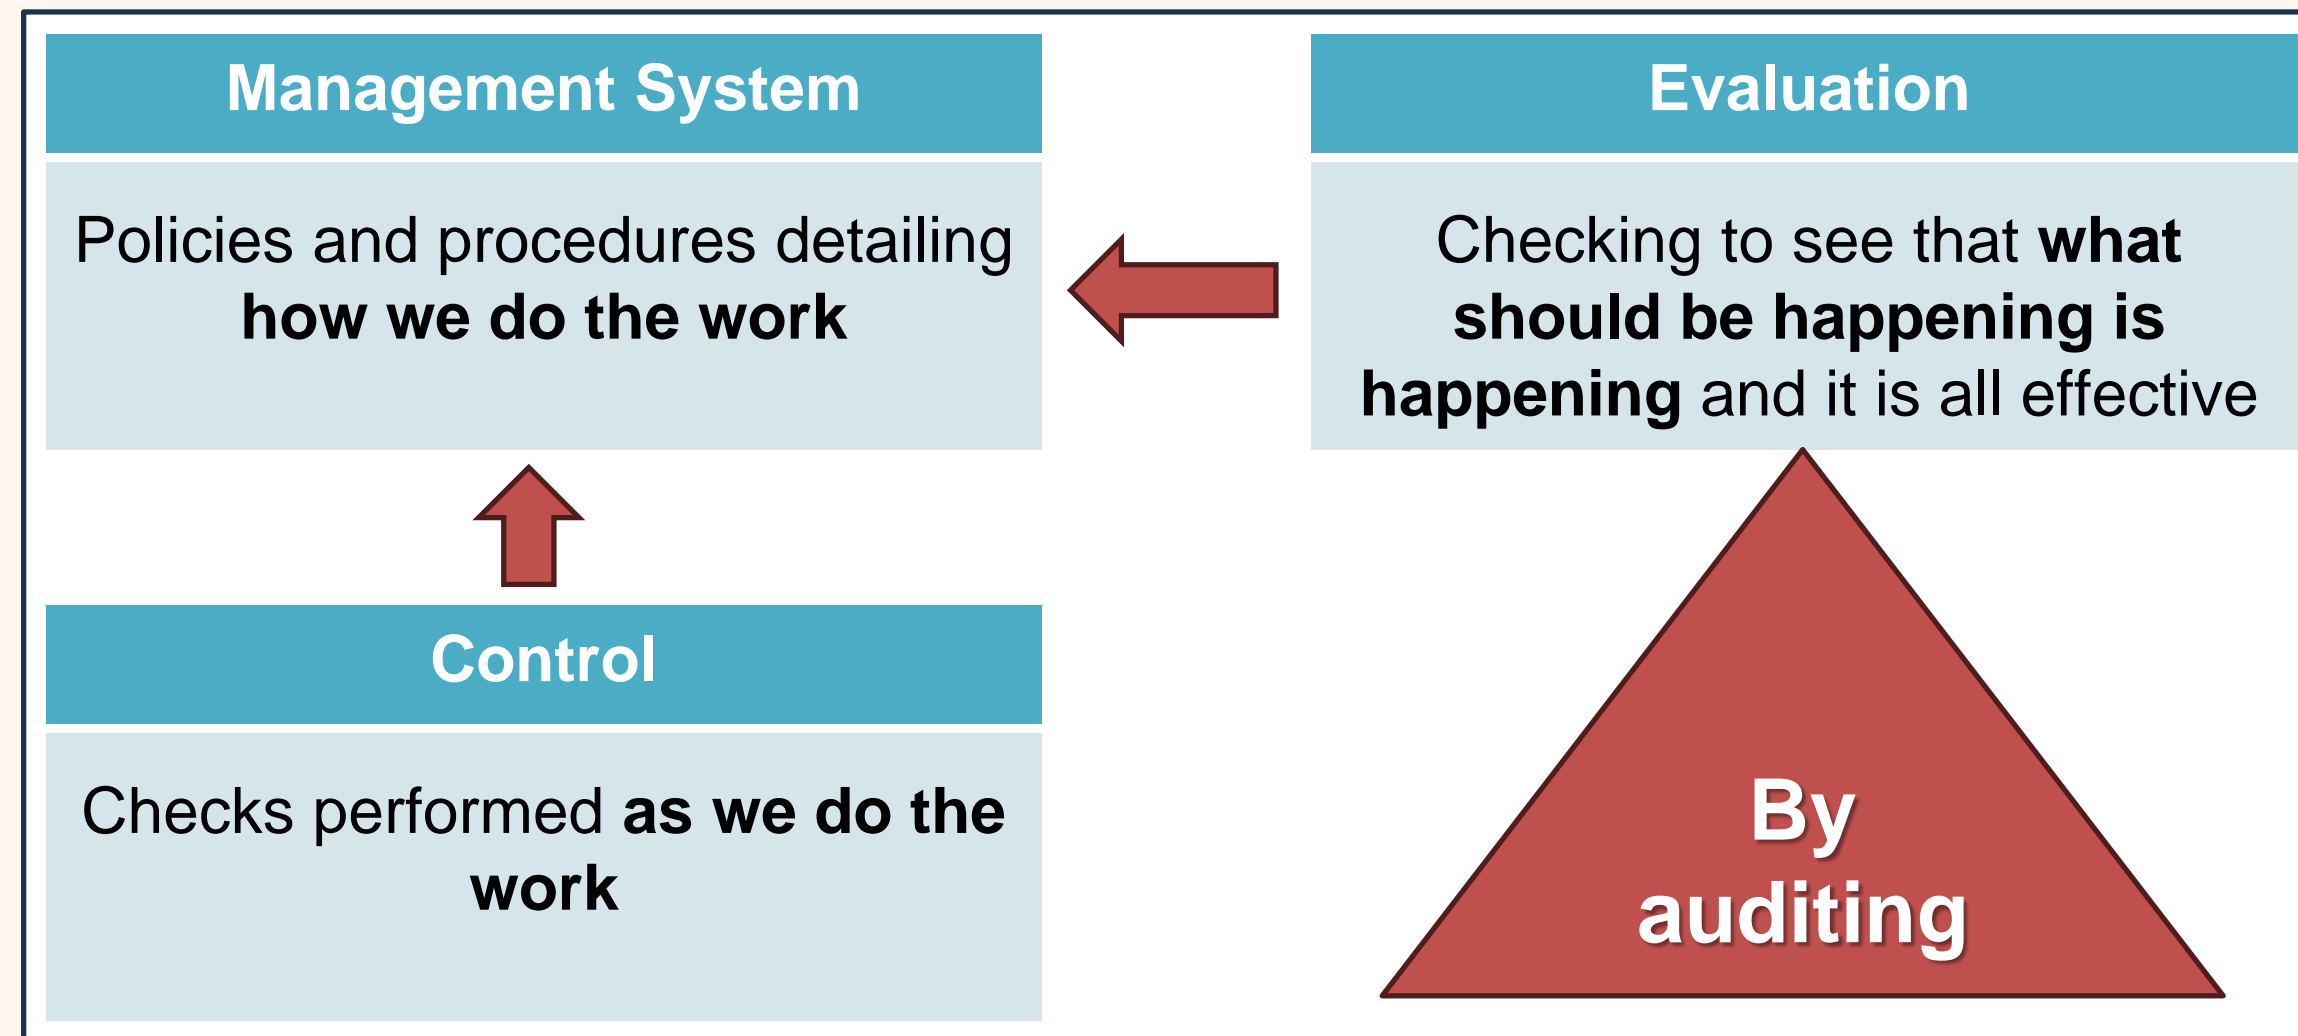 Management System
Policies and procedures detailing
how we do the work
Evaluation
Checking to see that what
should be happening is
happening and it is all effective
Control
Checks performed as we do the
work
By
auditing